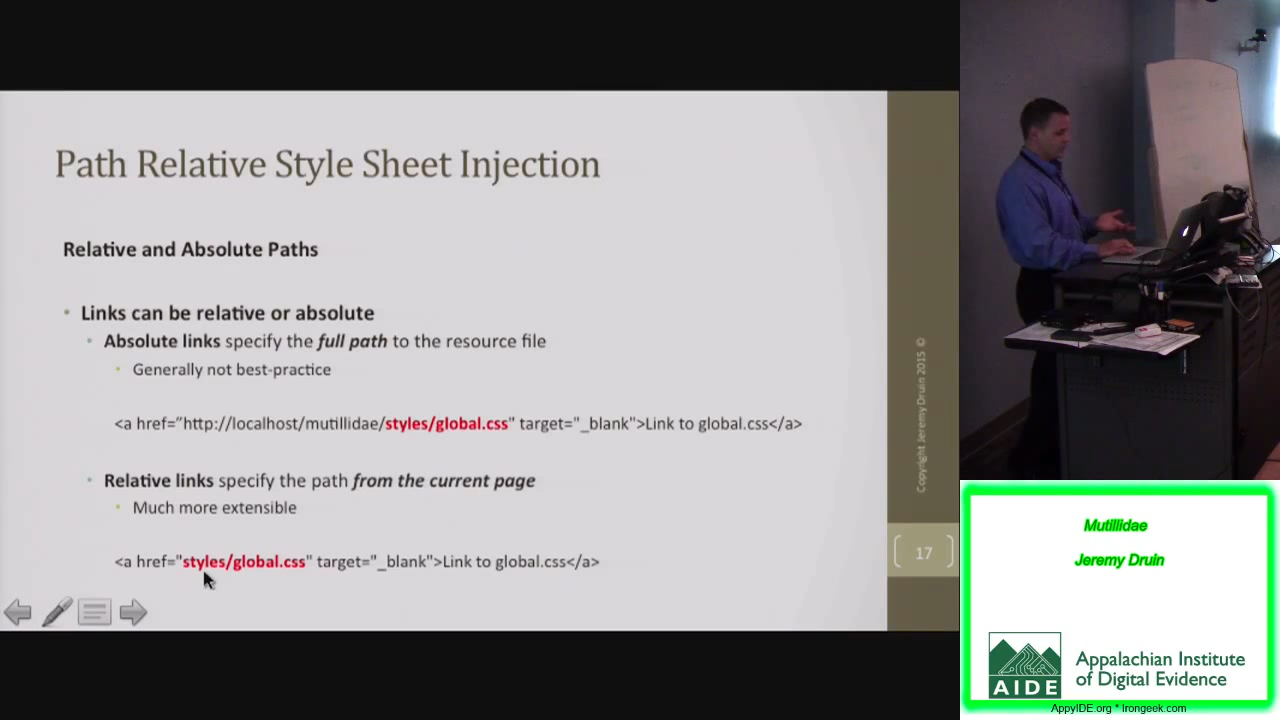 Path Relative Style Sheet Injection
Relative and Absolute Paths
• Links can be relative or absolute
• Absolute links specify the full path to the resource file
• Generally not best-practice
<a href="http://localhost/mutillidae/styles/global.css" target="_blank">Link to global.css</a>
• Relative links specify the path from the current page
• Much more extensible
<a href="styles/global.css" target="_blank">Link to global.css</a>
Copyright Jeremy Druin 2015 ©
17
Mutillidae
Jeremy Druin
AIDE
Appalachian Institute
of Digital Evidence
AppyIDE.org * Irongeek.com